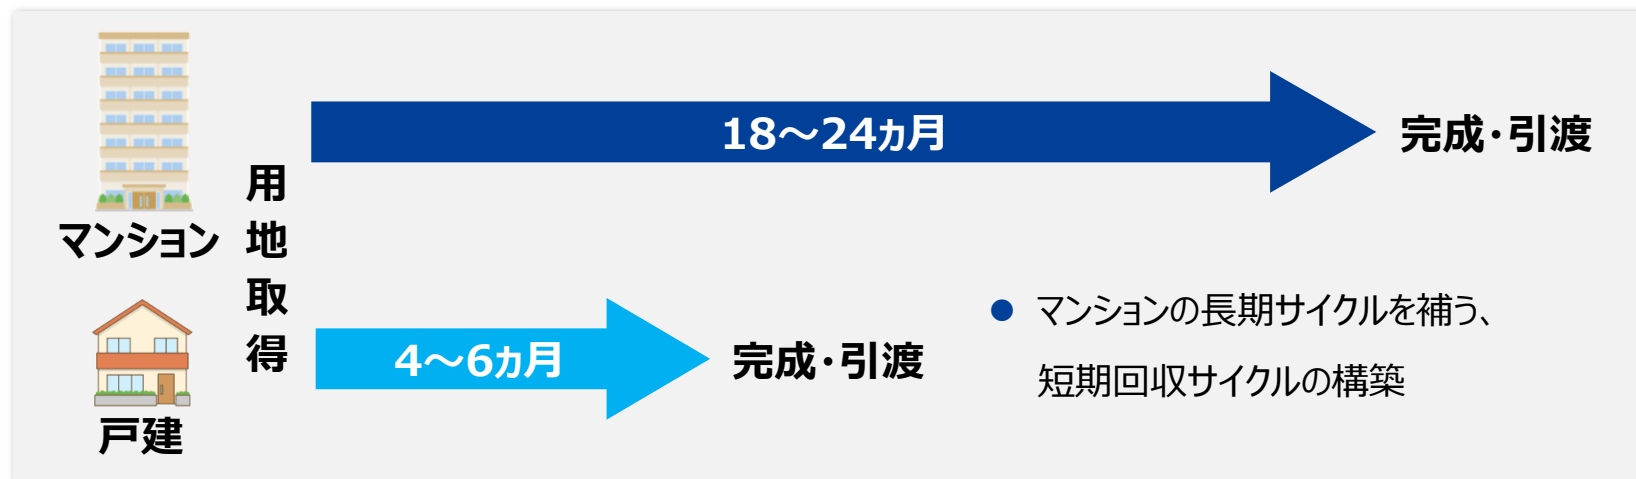 マンション
戸建
用地取得
18～24ヵ月
完成・引渡
4～6ヵ月
完成・引渡
● マンションの長期サイクルを補う、
短期回収サイクルの構築